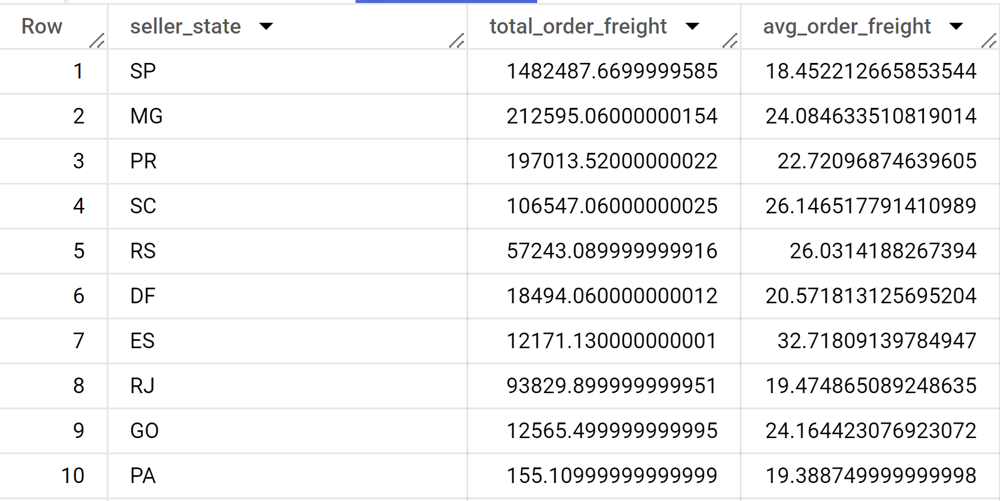 Row seller_state total_order_freight avg_order_freight
1 SP 1482487.6699999585 18.452212665853544
2 MG 212595.06000000154 24.084633510819014
3 PR 197013.52000000022 22.72096874639605
4 SC 106547.06000000025 26.146517791410989
5 RS 57243.089999999916 26.0314188267394
6 DF 18494.060000000012 20.571813125695204
7 ES 12171.130000000001 32.71809139784947
8 RJ 93829.899999999951 19.474865089248635
9 GO 12565.499999999995 24.164423076923072
10 PA 155.10999999999999 19.388749999999998